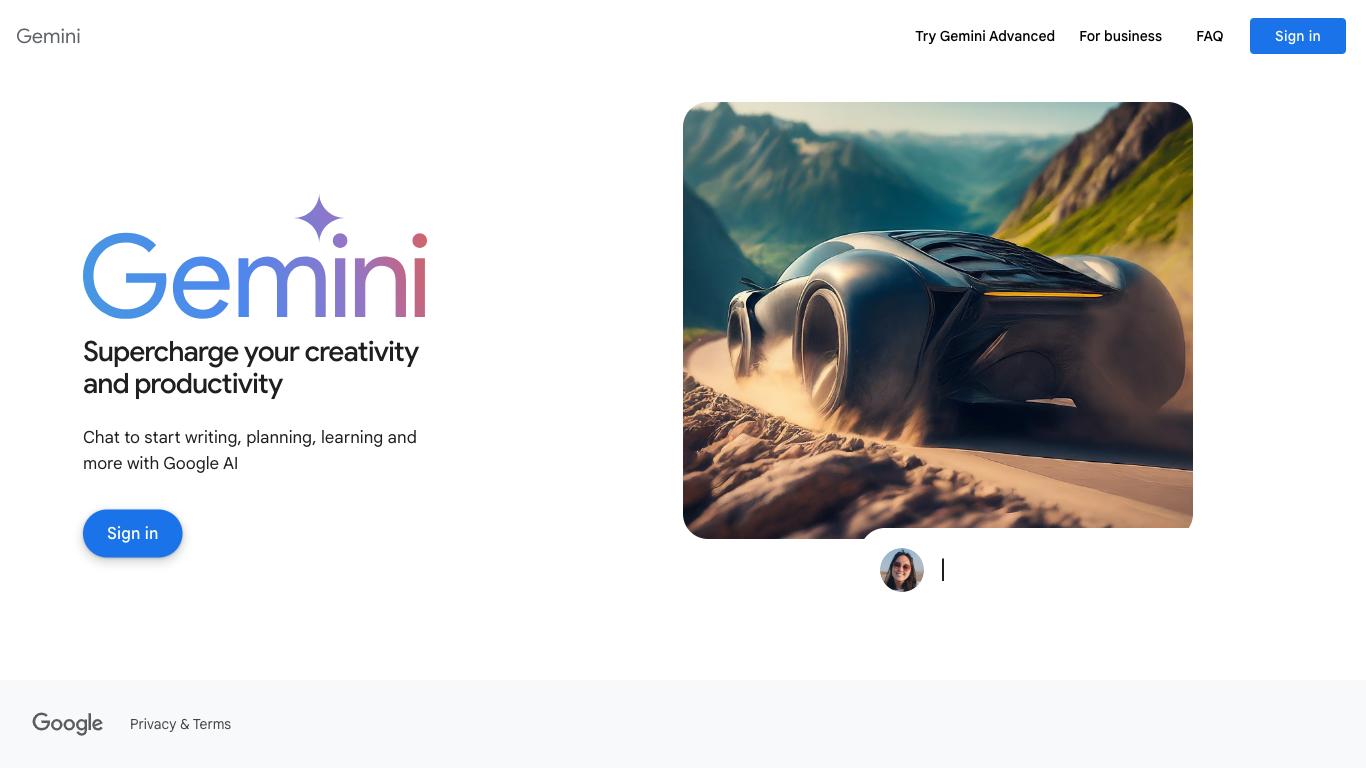 Gemini
Try Gemini Advanced
For business
FAQ
Sign in
Gemini
Supercharge your creativity
and productivity
Chat to start writing, planning, learning and
more with Google AI
Sign in
Google
Privacy & Terms